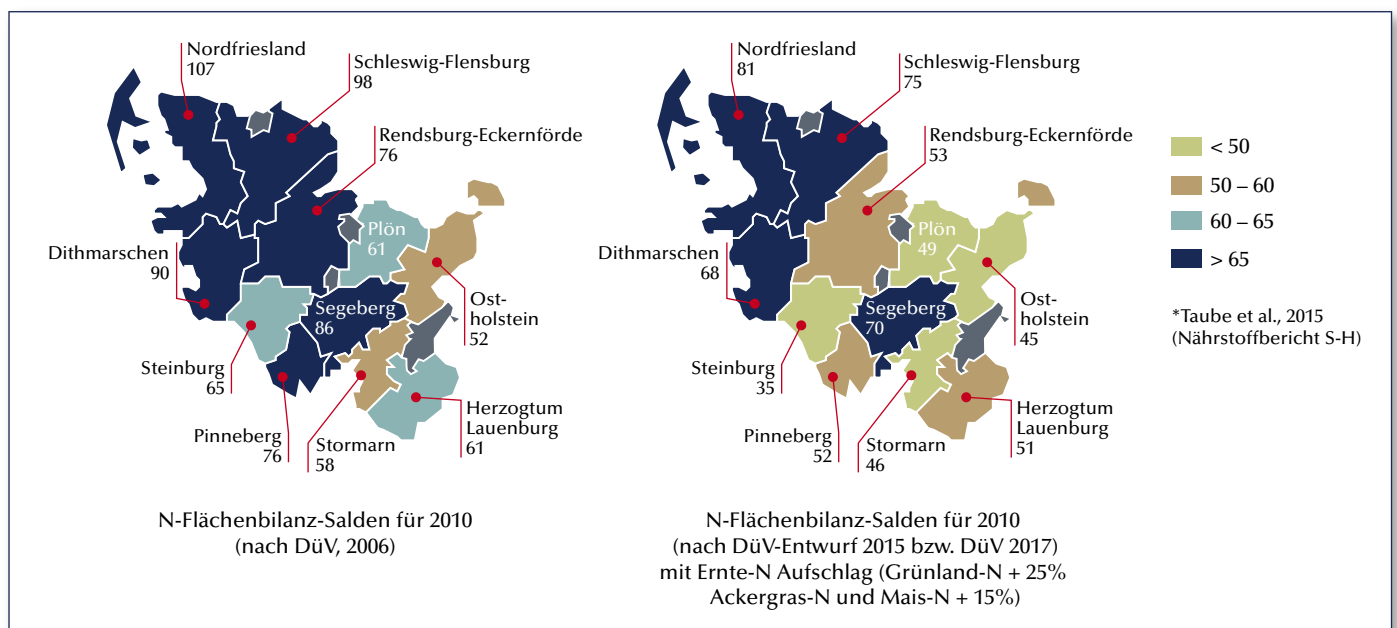 Nordfriesland
107
Schleswig-Flensburg
98
Rendsburg-Eckernförde
76
Plön
61
Dithmarschen
90
Segeberg
86
Ost-
holstein
52
Steinburg
65
Pinneberg
76
Stormarn
58
Herzogtum
Lauenburg
61
N-Flächenbilanz-Salden für 2010
(nach DüV, 2006)
Nordfriesland
81
Schleswig-Flensburg
75
Rendsburg-Eckernförde
53
Plön
49
Dithmarschen
68
Segeberg
70
Ost-
holstein
45
Steinburg
35
Pinneberg
52
Stormarn
46
Herzogtum
Lauenburg
51
N-Flächenbilanz-Salden für 2010
(nach DüV-Entwurf 2015 bzw. DüV 2017)
mit Ernte-N Aufschlag (Grünland-N + 25%
Ackergras-N und Mais-N + 15%)
< 50
50 – 60
60 – 65
> 65
*Taube et al., 2015
(Nährstoffbericht S-H)